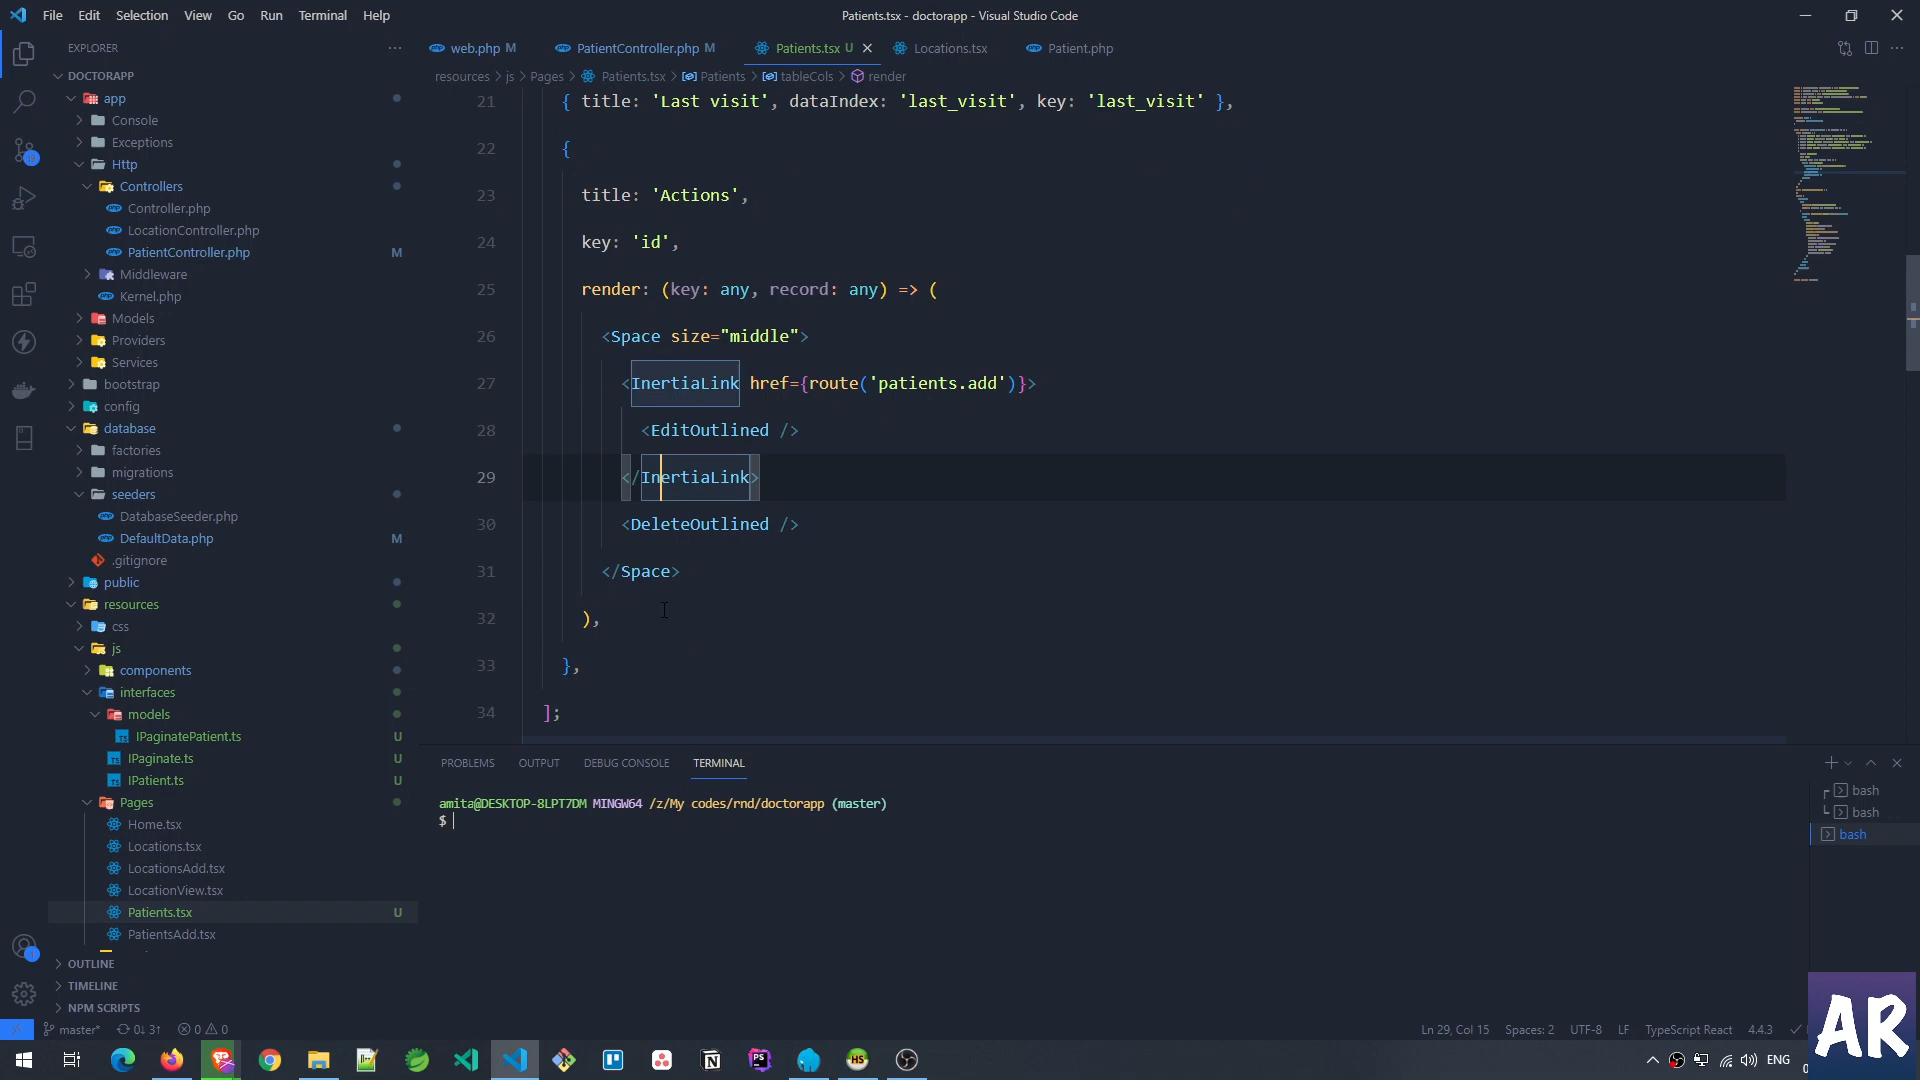 File Edit Selection View Go Run Terminal Help
Patients.tsx - doctorapp - Visual Studio Code
EXPLORER
web.php M
PatientController.php M
Patients.tsx U
Locations.tsx
Patient.php
DOCTORAPP
resources > js > Pages > Patients.tsx > Patients > tableCols > render
app
Console
Exceptions
Http
Controllers
Controller.php
LocationController.php
PatientController.php M
Middleware
Kernel.php
Models
Providers
Services
bootstrap
config
database
factories
migrations
seeders
DatabaseSeeder.php
DefaultData.php M
.gitignore
public
resources
css
js
components
interfaces
models
IPaginatePatient.ts U
IPaginate.ts U
IPatient.ts U
Pages
Home.tsx
Locations.tsx
LocationsAdd.tsx
LocationView.tsx
Patients.tsx U
PatientsAdd.tsx
OUTLINE
TIMELINE
NPM SCRIPTS
21 { title: 'Last visit', dataIndex: 'last_visit', key: 'last_visit' },
22 {
23 title: 'Actions',
24 key: 'id',
25 render: (key: any, record: any) => (
26 <Space size="middle">
27 <InertiaLink href={route('patients.add')}>
28 <EditOutlined />
29 </InertiaLink>
30 <DeleteOutlined />
31 </Space>
32 ),
33 },
34 ];
PROBLEMS OUTPUT DEBUG CONSOLE TERMINAL
amita@DESKTOP-8LPT7DM MINGW64 /z/My codes/rnd/doctorapp (master)
$
bash
bash
bash
master* 0↓ 3↑ 0 0
Ln 29, Col 15 Spaces: 2 UTF-8 LF TypeScript React 4.4.3
ENG
AR